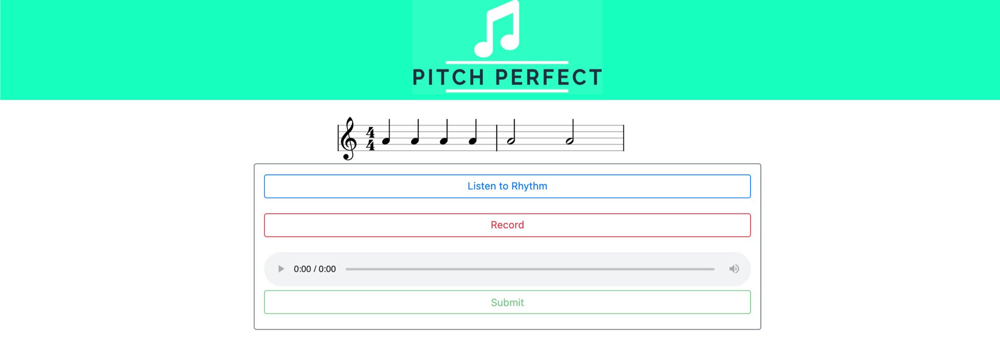 PITCH PERFECT
4
4
Listen to Rhythm
Record
0:00 / 0:00
Submit